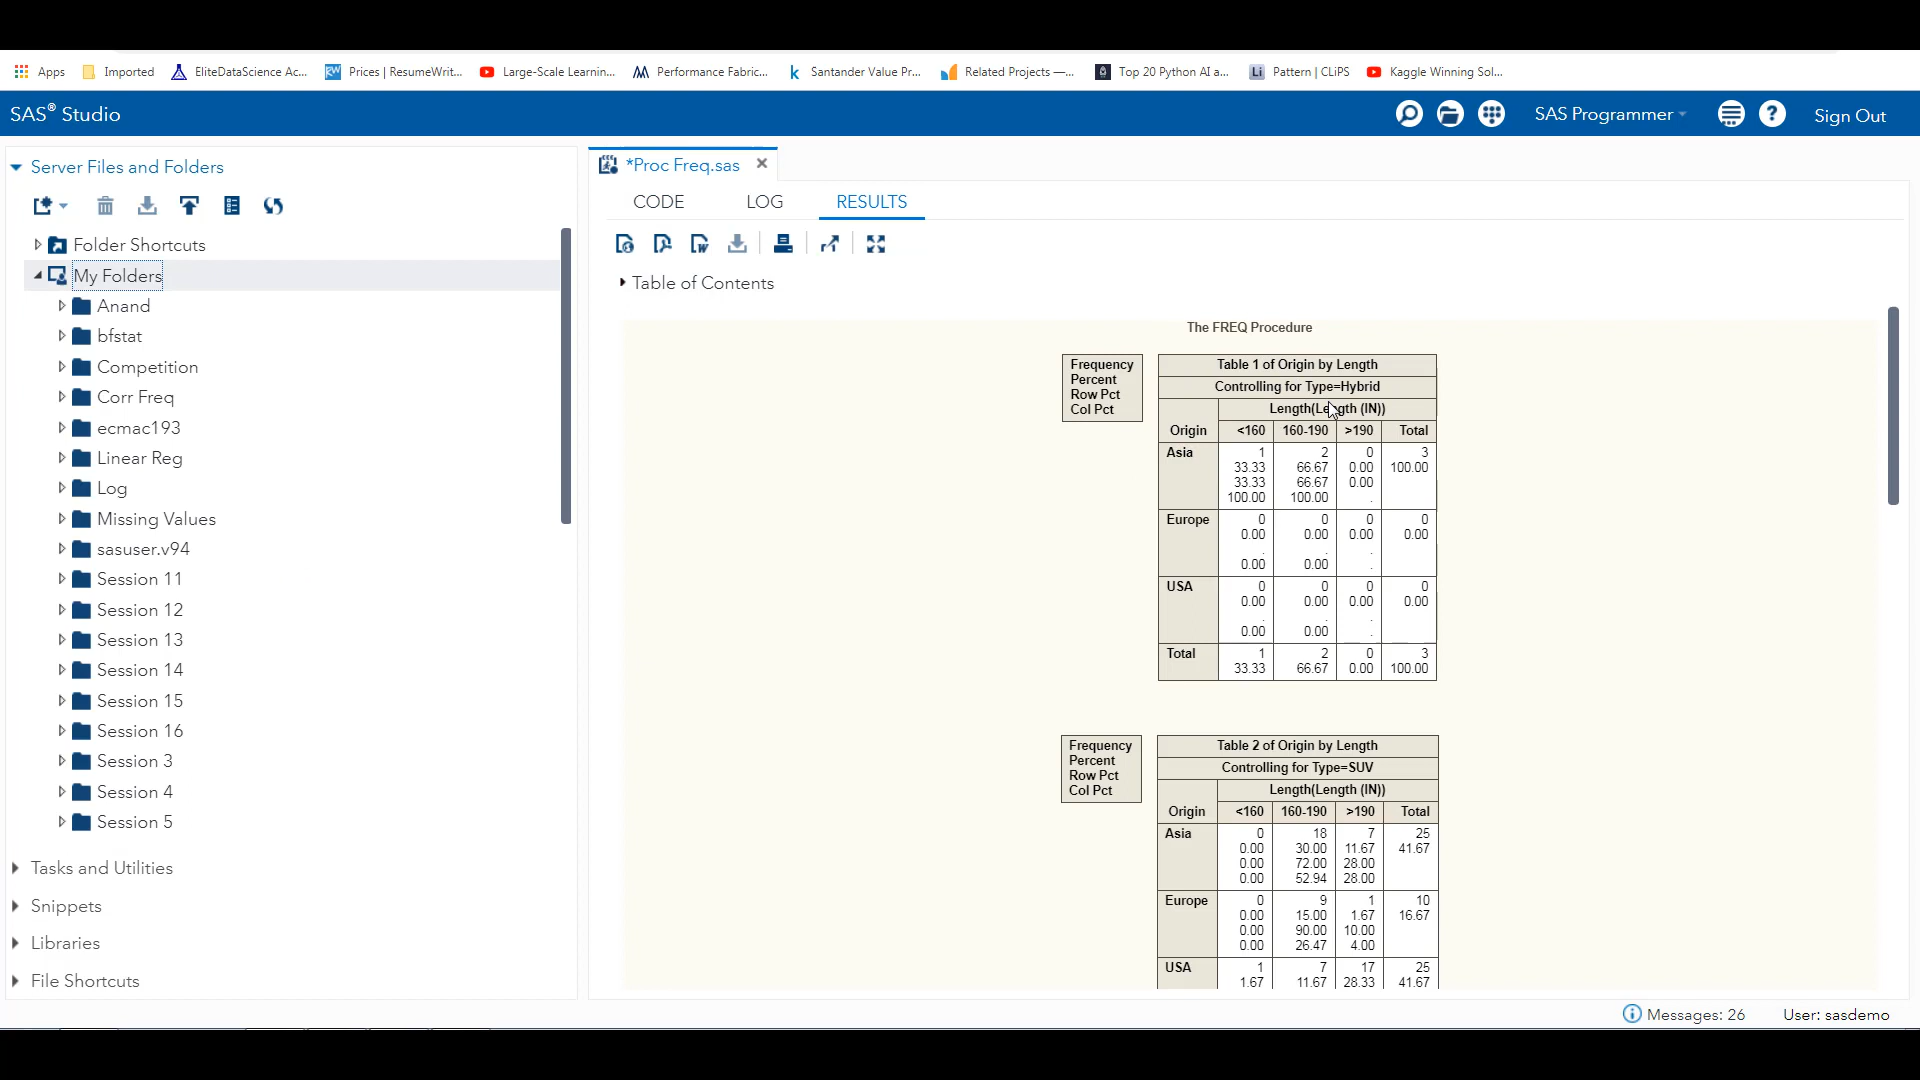 Apps Imported EliteDataScience Ac... Prices | ResumeWrit... Large-Scale Learnin... Performance Fabric... Santander Value Pr... Related Projects —... Top 20 Python AI a... Pattern | CLiPS Kaggle Winning Sol...
SAS® Studio SAS Programmer Sign Out
Server Files and Folders
Folder Shortcuts
My Folders
Anand
bfstat
Competition
Corr Freq
ecmac193
Linear Reg
Log
Missing Values
sasuser.v94
Session 11
Session 12
Session 13
Session 14
Session 15
Session 16
Session 3
Session 4
Session 5
Tasks and Utilities
Snippets
Libraries
File Shortcuts
*Proc Freq.sas
CODE LOG RESULTS
Table of Contents
The FREQ Procedure
Frequency
Percent
Row Pct
Col Pct
Table 1 of Origin by Length
Controlling for Type=Hybrid
Length(Length (IN))
Origin <160 160-190 >190 Total
Asia 1 2 0 3
33.33 66.67 0.00 100.00
33.33 66.67 0.00
100.00 100.00 .
Europe 0 0 0 0
0.00 0.00 0.00 0.00
. . .
0.00 0.00 .
USA 0 0 0 0
0.00 0.00 0.00 0.00
. . .
0.00 0.00 .
Total 1 2 0 3
33.33 66.67 0.00 100.00
Frequency
Percent
Row Pct
Col Pct
Table 2 of Origin by Length
Controlling for Type=SUV
Length(Length (IN))
Origin <160 160-190 >190 Total
Asia 0 18 7 25
0.00 30.00 11.67 41.67
0.00 72.00 28.00
0.00 52.94 28.00
Europe 0 9 1 10
0.00 15.00 1.67 16.67
0.00 90.00 10.00
0.00 26.47 4.00
USA 1 7 17 25
1.67 11.67 28.33 41.67
Messages: 26 User: sasdemo